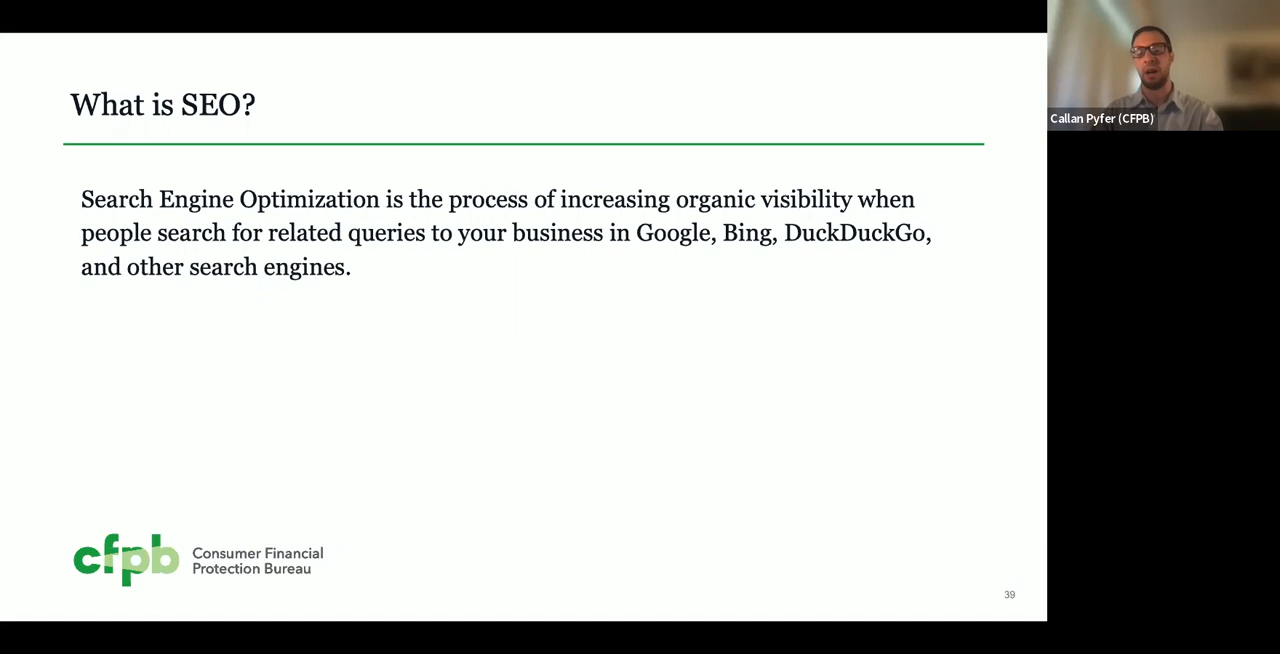 What is SEO?
Search Engine Optimization is the process of increasing organic visibility when
people search for related queries to your business in Google, Bing, DuckDuckGo,
and other search engines.
cfpb
Consumer Financial
Protection Bureau
39
Callan Pyfer (CFPB)